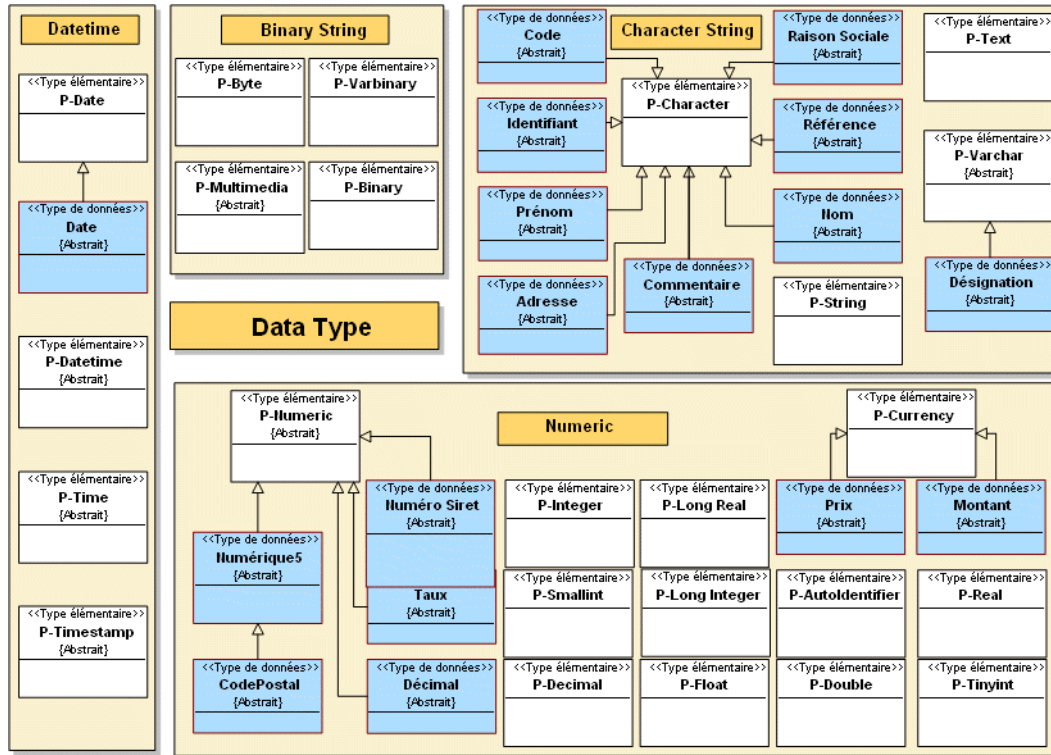 Datetime
<<Type élémentaire>>
P-Date
<<Type de données>>
Date
{Abstrait}
<<Type élémentaire>>
P-Datetime
{Abstrait}
<<Type élémentaire>>
P-Time
{Abstrait}
<<Type élémentaire>>
P-Timestamp
{Abstrait}
Binary String
<<Type élémentaire>>
P-Byte
<<Type élémentaire>>
P-Varbinary
<<Type élémentaire>>
P-Multimedia
{Abstrait}
<<Type élémentaire>>
P-Binary
Data Type
Character String
<<Type de données>>
Code
{Abstrait}
<<Type de données>>
Raison Sociale
{Abstrait}
<<Type élémentaire>>
P-Text
<<Type élémentaire>>
P-Character
<<Type de données>>
Identifiant
{Abstrait}
<<Type de données>>
Référence
{Abstrait}
<<Type élémentaire>>
P-Varchar
{Abstrait}
<<Type de données>>
Prénom
{Abstrait}
<<Type de données>>
Nom
{Abstrait}
<<Type de données>>
Adresse
{Abstrait}
<<Type de données>>
Commentaire
{Abstrait}
<<Type élémentaire>>
P-String
<<Type de données>>
Désignation
{Abstrait}
Numeric
<<Type élémentaire>>
P-Numeric
{Abstrait}
<<Type élémentaire>>
P-Currency
<<Type de données>>
Numéro Siret
{Abstrait}
<<Type élémentaire>>
P-Integer
<<Type élémentaire>>
P-Long Real
<<Type de données>>
Prix
{Abstrait}
<<Type de données>>
Montant
{Abstrait}
<<Type de données>>
Numérique5
{Abstrait}
Taux
{Abstrait}
<<Type élémentaire>>
P-Smallint
<<Type élémentaire>>
P-Long Integer
<<Type élémentaire>>
P-AutoIdentifier
<<Type élémentaire>>
P-Real
<<Type de données>>
CodePostal
{Abstrait}
<<Type de données>>
Décimal
{Abstrait}
<<Type élémentaire>>
P-Decimal
<<Type élémentaire>>
P-Float
<<Type élémentaire>>
P-Double
<<Type élémentaire>>
P-Tinyint